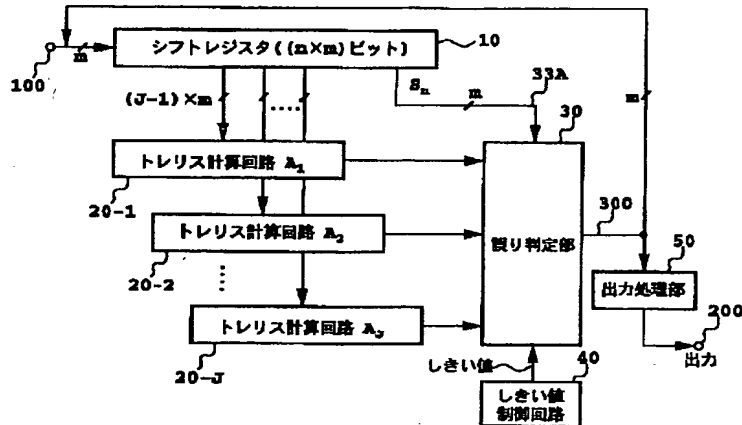 シフトレジスタ((n×m)ビット)
10
m
100
(J-1)×m
....
Sn
m
33A
30
m
トレリス計算回路 A1
20-1
トレリス計算回路 A2
20-2
トレリス計算回路 AJ
20-J
誤り判定部
300
50
出力処理部
200
出力
しきい値
40
しきい値
制御回路